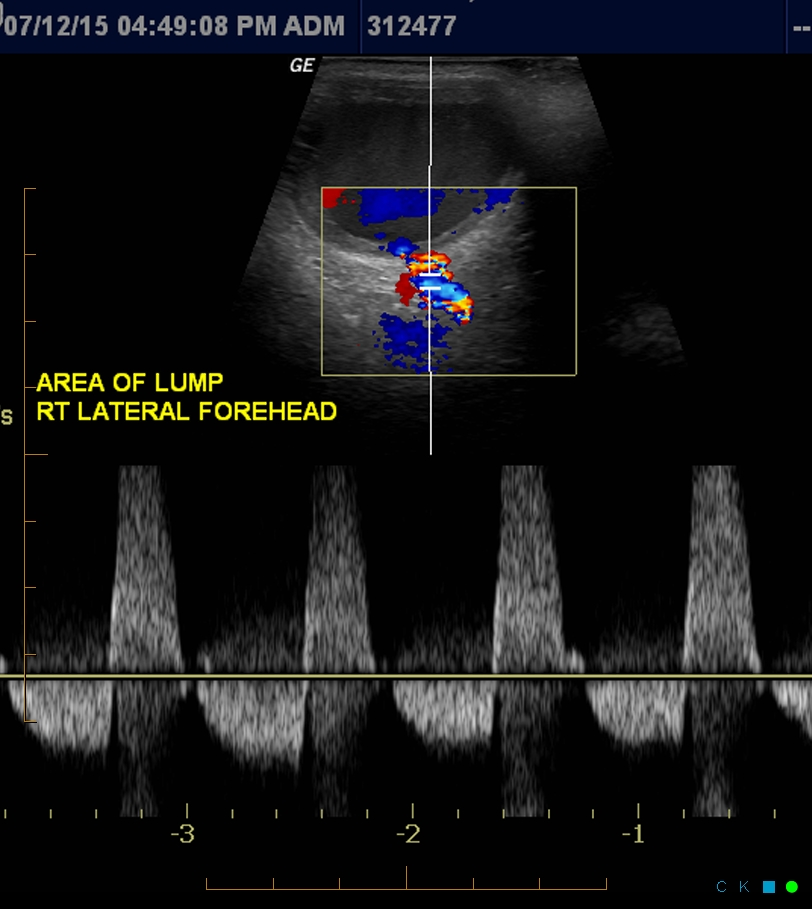 07/12/15 04:49:08 PM ADM 312477 --
GE
AREA OF LUMP
RT LATERAL FOREHEAD
s
-3 -2 -1
C K